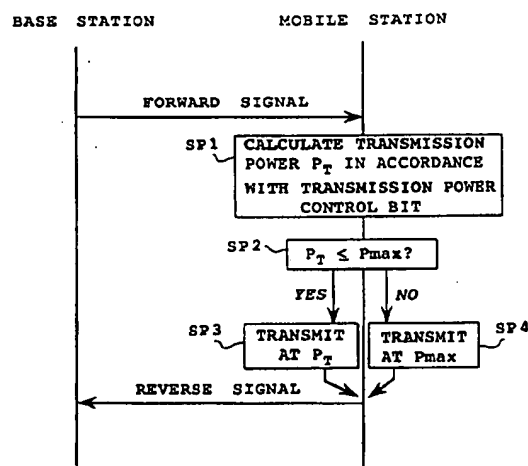 BASE STATION
MOBILE STATION
FORWARD SIGNAL
SP1
CALCULATE TRANSMISSION
POWER P_T IN ACCORDANCE
WITH TRANSMISSION POWER
CONTROL BIT
SP2
P_T ≤ Pmax?
YES
NO
SP3
TRANSMIT
AT P_T
TRANSMIT
AT Pmax
SP4
REVERSE SIGNAL